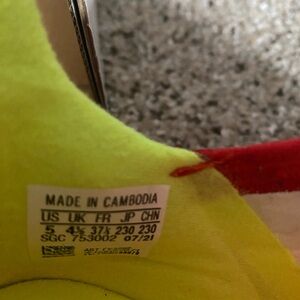 MADE IN CAMBODIA
US UK FR JP CHN
5 4½ 37⅓ 230 230
SGC 753002 07/21